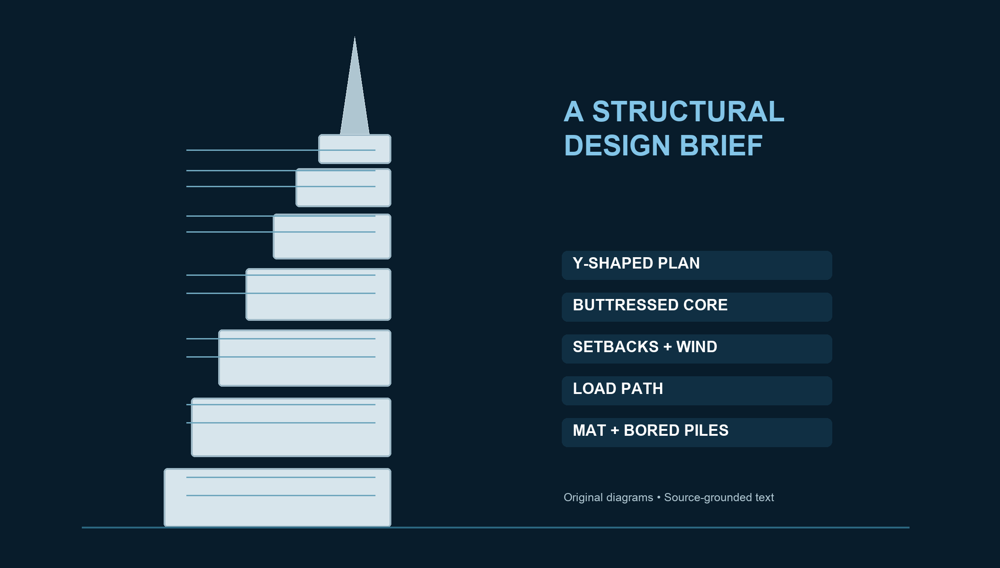 A STRUCTURAL
DESIGN BRIEF
Y-SHAPED PLAN
BUTTRESSED CORE
SETBACKS + WIND
LOAD PATH
MAT + BORED PILES
Original diagrams • Source-grounded text